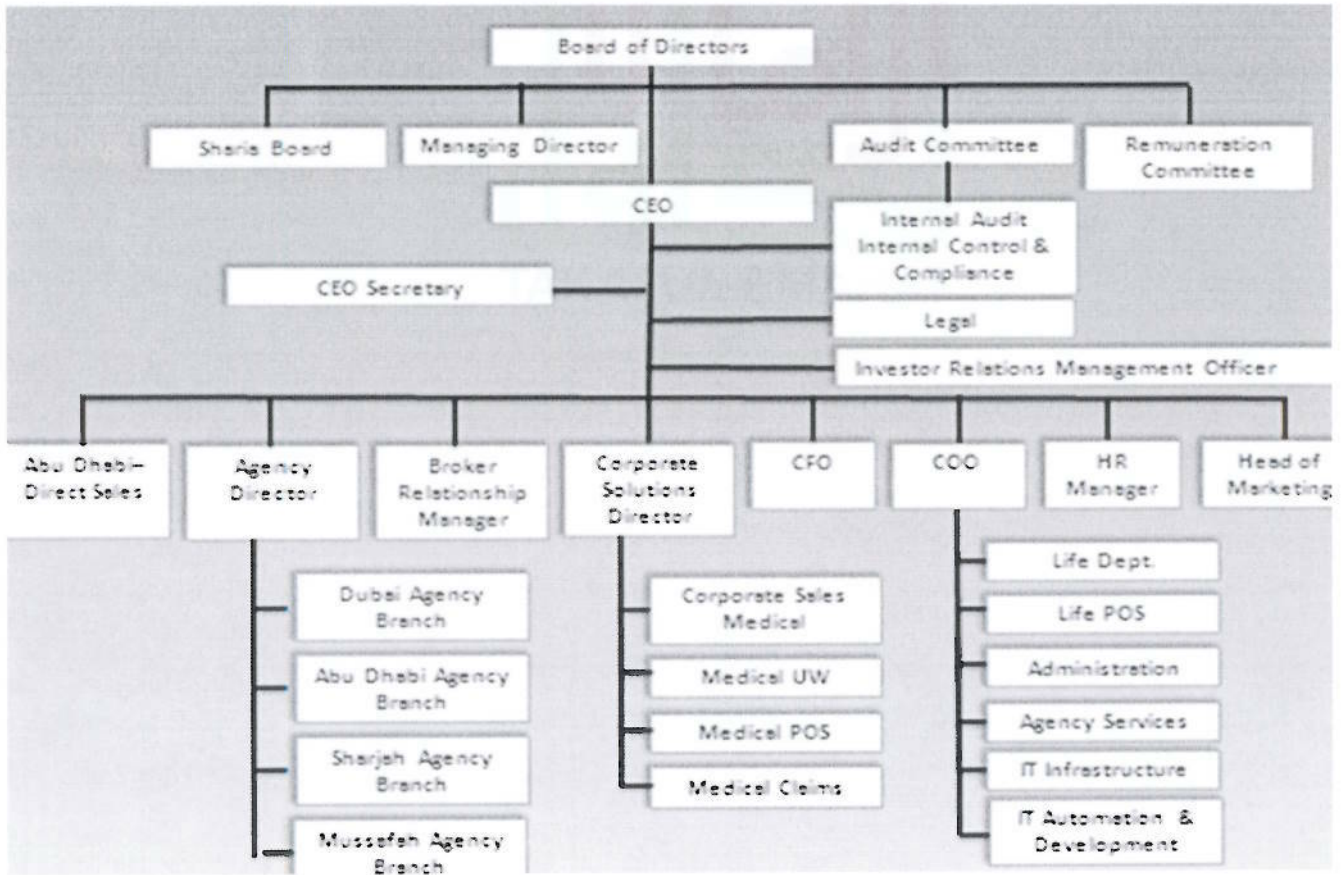 Board of Directors
Sharia Board
Managing Director
Audit Committee
Remuneration
Committee
CEO
Internal Audit
Internal Control &
Compliance
CEO Secretary
Legal
Investor Relations Management Officer
Abu Dhabi–
Direct Sales
Agency
Director
Broker
Relationship
Manager
Corporate
Solutions
Director
CFO
COO
HR
Manager
Head of
Marketing
Dubai Agency
Branch
Abu Dhabi Agency
Branch
Sharjah Agency
Branch
Mussafah Agency
Branch
Corporate Sales
Medical
Medical UW
Medical POS
Medical Claims
Life Dept.
Life POS
Administration
Agency Services
IT Infrastructure
IT Automation &
Development